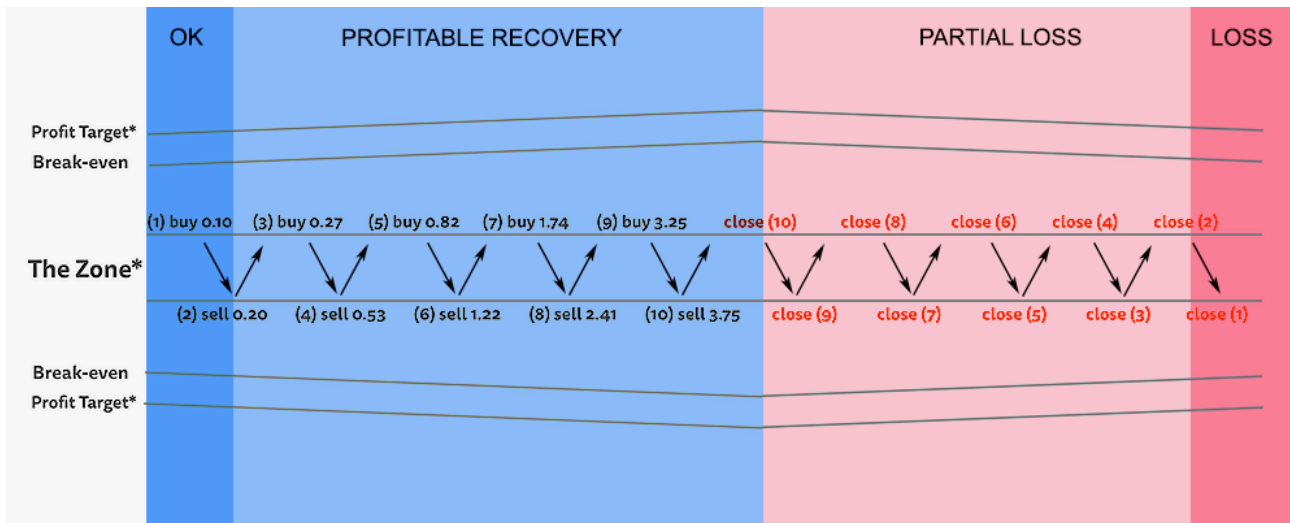 OK PROFITABLE RECOVERY PARTIAL LOSS LOSS
Profit Target*
Break-even
(1) buy 0.10 (3) buy 0.27 (5) buy 0.82 (7) buy 1.74 (9) buy 3.25 close (10) close (8) close (6) close (4) close (2)
The Zone*
(2) sell 0.20 (4) sell 0.53 (6) sell 1.22 (8) sell 2.41 (10) sell 3.75 close (9) close (7) close (5) close (3) close (1)
Break-even
Profit Target*